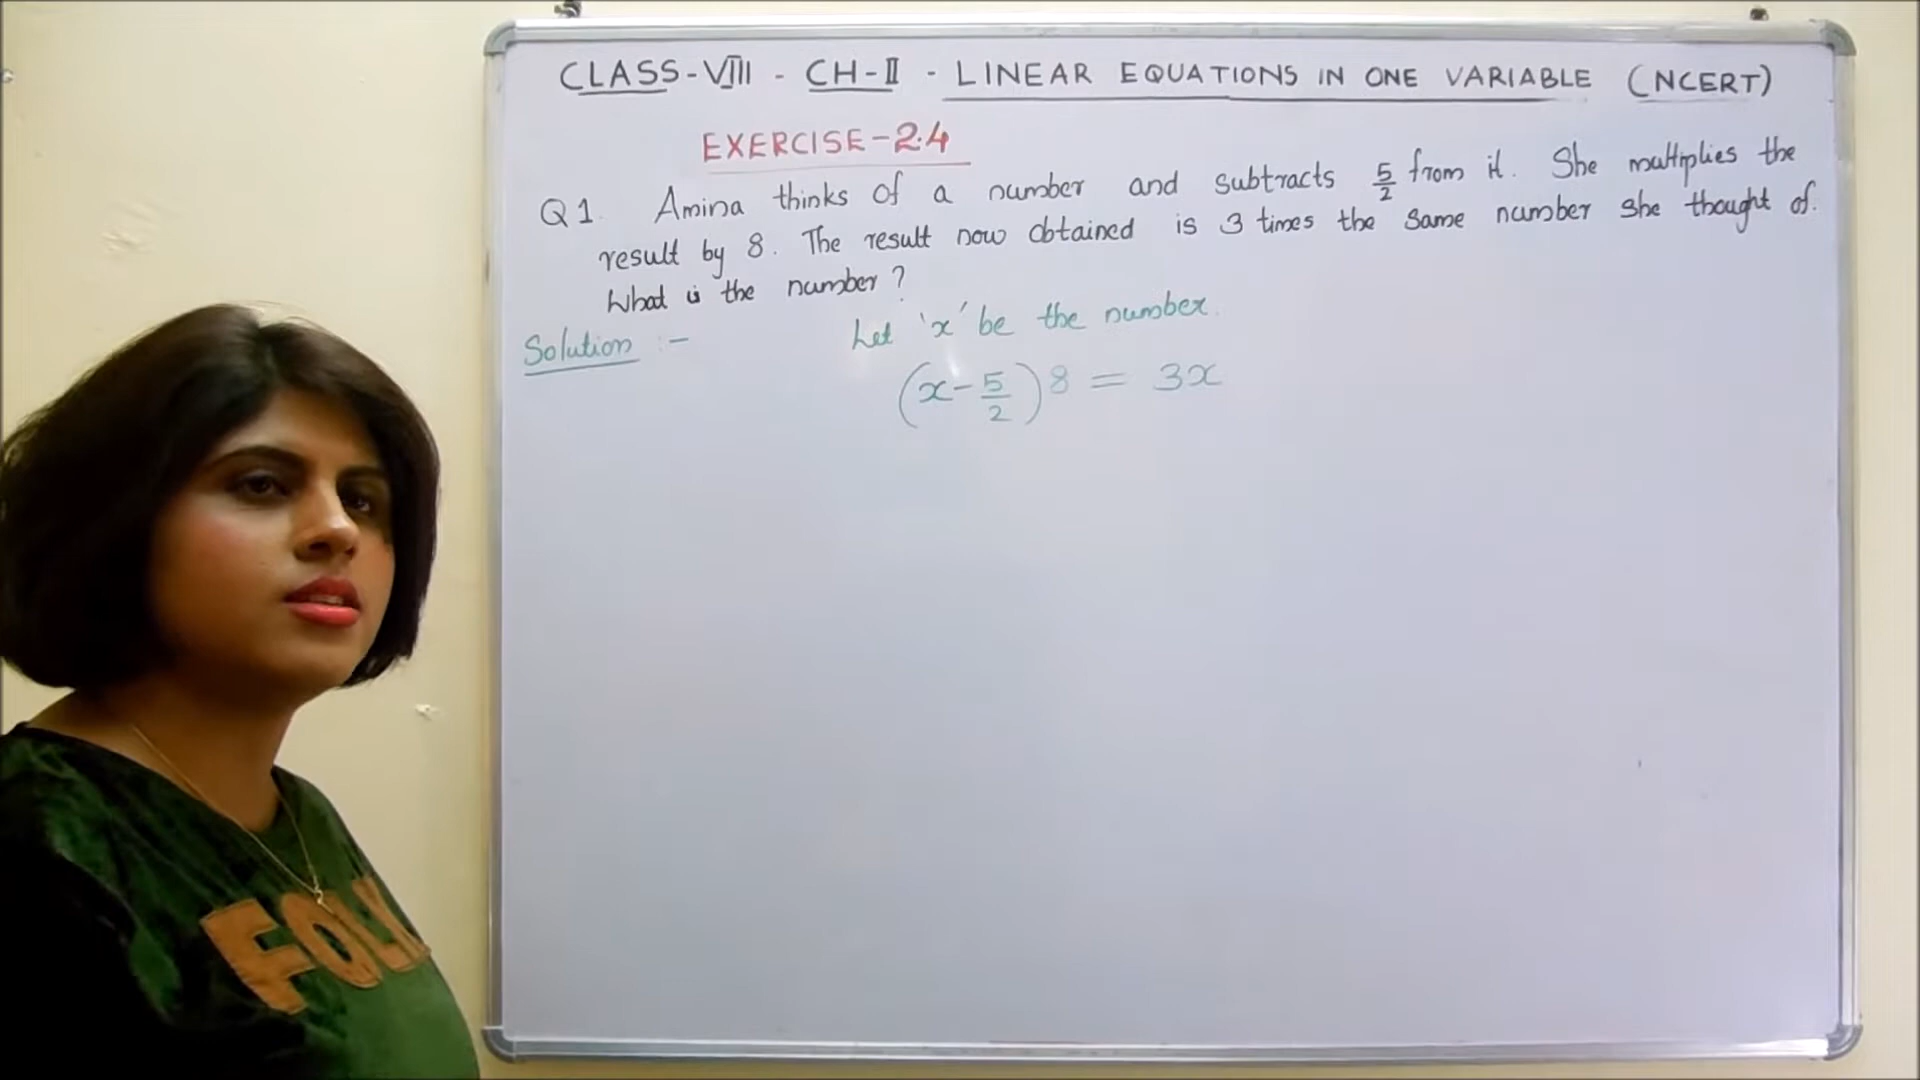 CLASS-VIII - CH-II - LINEAR EQUATIONS IN ONE VARIABLE (NCERT)
EXERCISE-2.4
Q1. Amina thinks of a number and subtracts 5/2 from it. She multiplies the
result by 8. The result now obtained is 3 times the same number she thought of.
What is the number?
Solution :- Let 'x' be the number.
(x - 5/2) 8 = 3x
FOL